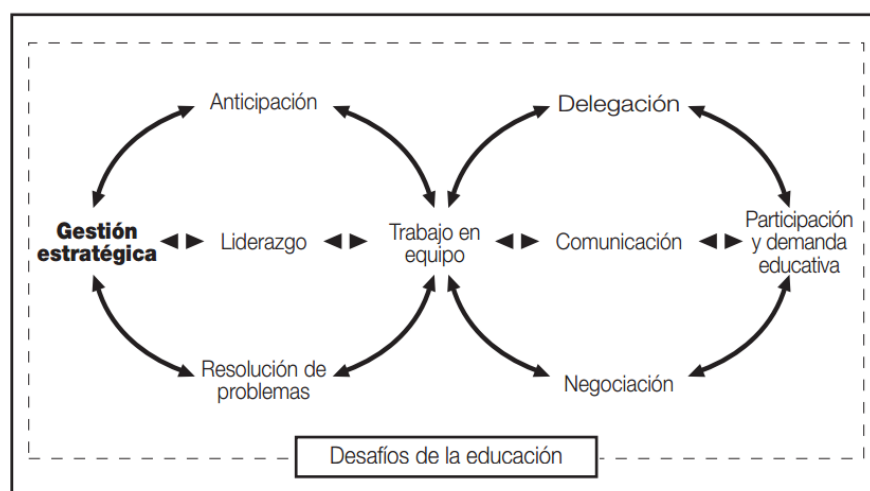 Anticipación
Delegación
Gestión
estratégica
Liderazgo
Trabajo en
equipo
Comunicación
Participación
y demanda
educativa
Resolución de
problemas
Negociación
Desafíos de la educación